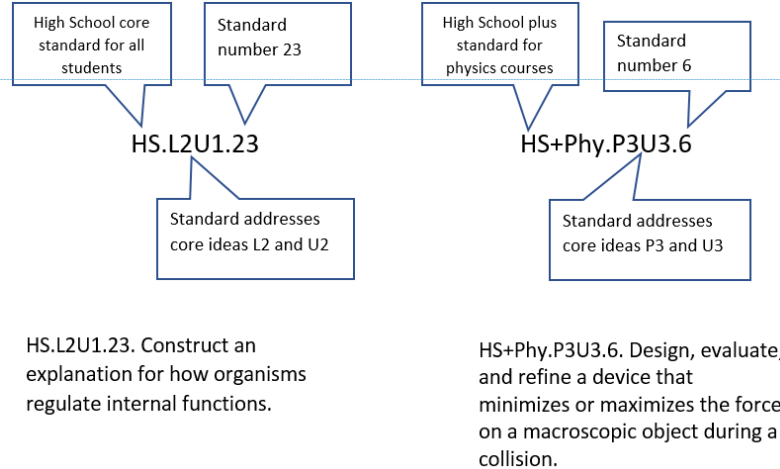 High School core
standard for all
students
Standard
number 23
HS.L2U1.23
Standard addresses
core ideas L2 and U2
HS.L2U1.23. Construct an
explanation for how organisms
regulate internal functions.
High School plus
standard for
physics courses
Standard
number 6
HS+Phy.P3U3.6
Standard addresses
core ideas P3 and U3
HS+Phy.P3U3.6. Design, evaluate,
and refine a device that
minimizes or maximizes the force
on a macroscopic object during a
collision.